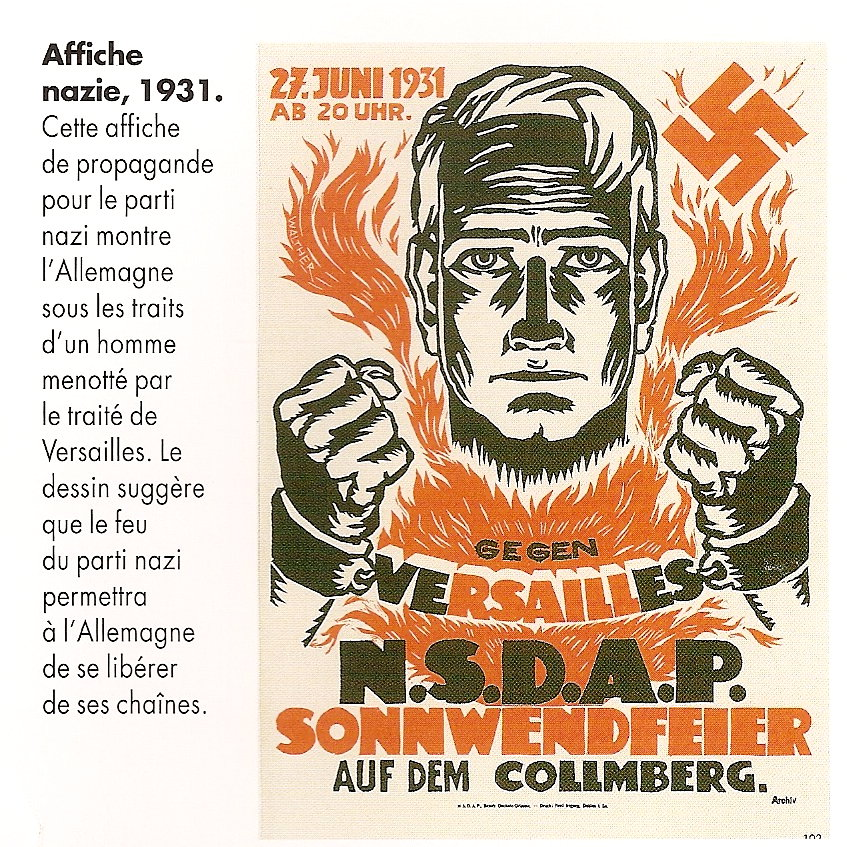 Affiche
nazie, 1931.
Cette affiche
de propagande
pour le parti
nazi montre
l’Allemagne
sous les traits
d’un homme
menotté par
le traité de
Versailles. Le
dessin suggère
que le feu
du parti nazi
permettra
à l’Allemagne
de se libérer
de ses chaînes.
27. JUNI 1931
AB 20 UHR.
WALTHER
GEGEN
VERSAILLES
N.S.D.A.P.
SONNWENDFEIER
AUF DEM COLLMBERG.
Archiv